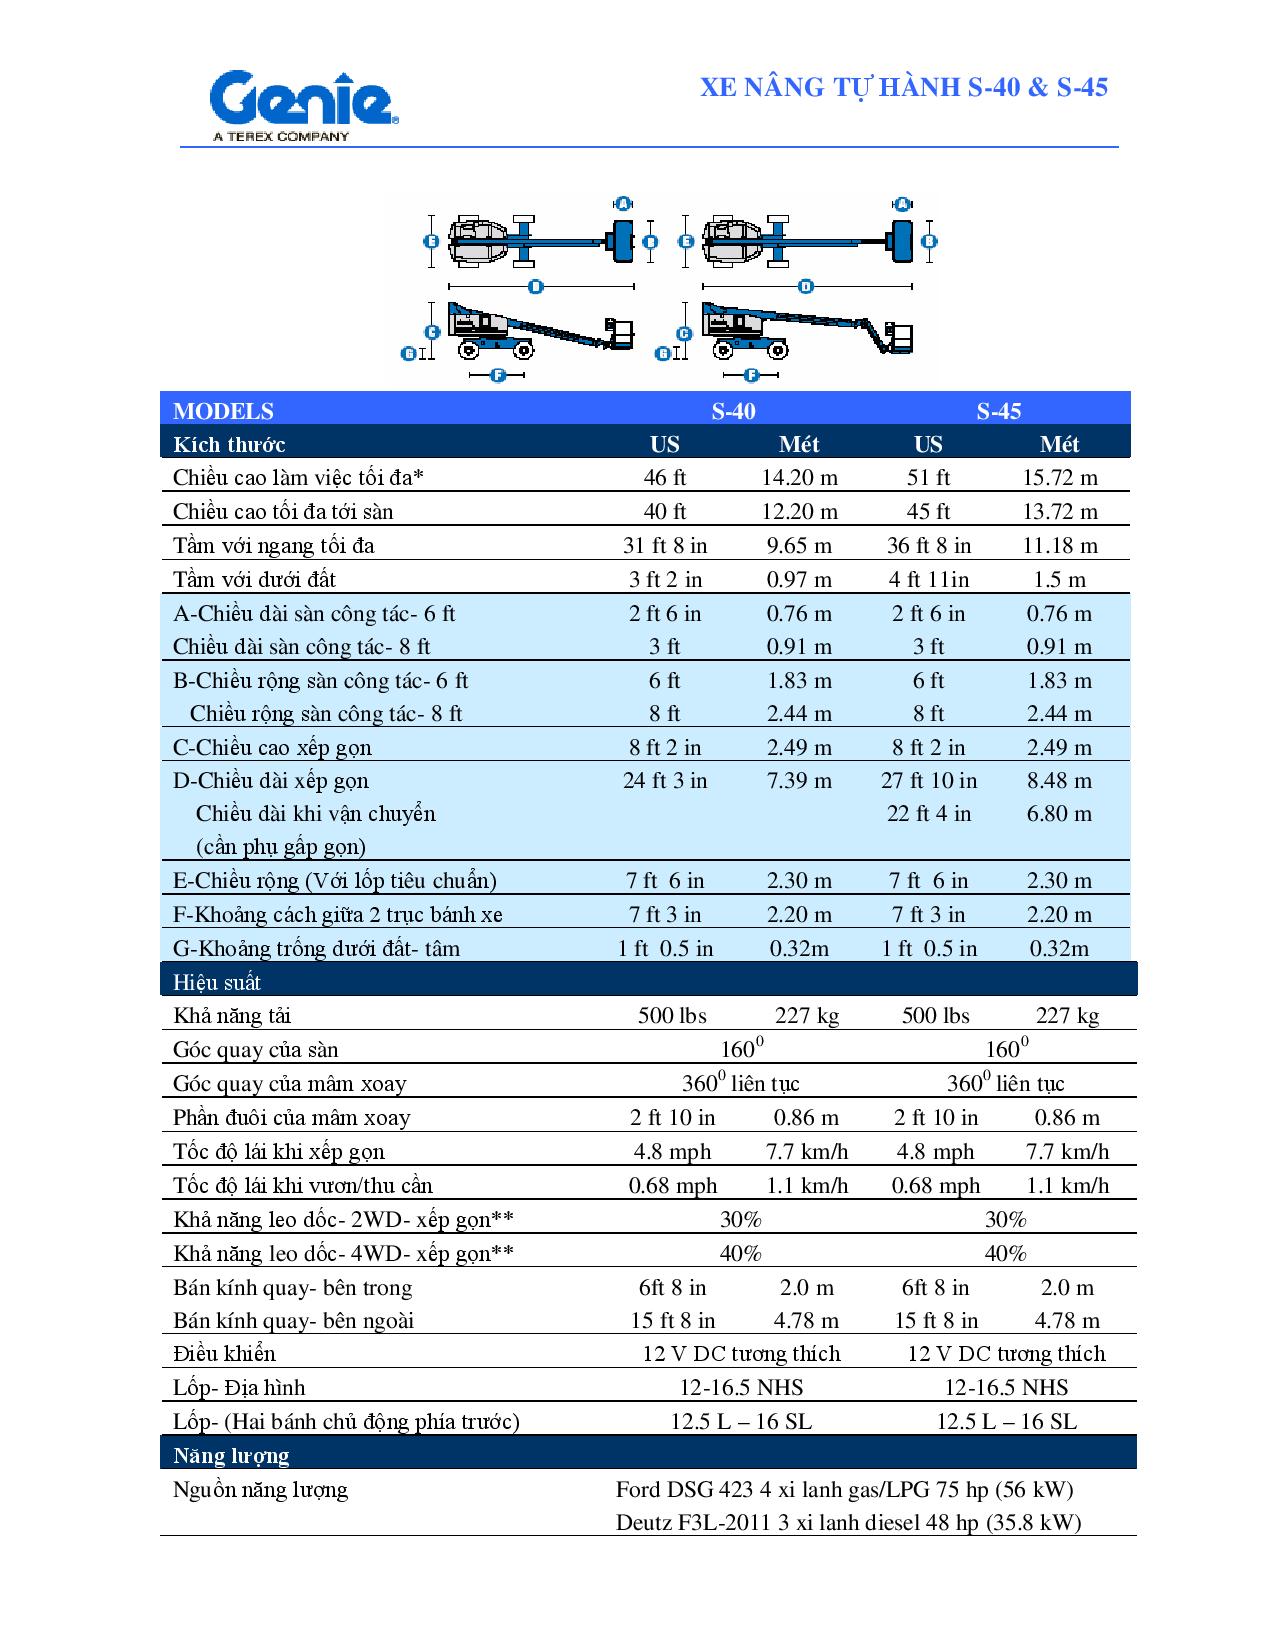 Genie
A TEREX COMPANY
XE NÂNG TỰ HÀNH S-40 & S-45
A A
E E B
D
C C
G G
F F
MODELS S-40 S-45
Kích thước US Mét US Mét
Chiều cao làm việc tối đa* 46 ft 14.20 m 51 ft 15.72 m
Chiều cao tối đa tới sàn 40 ft 12.20 m 45 ft 13.72 m
Tầm với ngang tối đa 31 ft 8 in 9.65 m 36 ft 8 in 11.18 m
Tầm với dưới đất 3 ft 2 in 0.97 m 4 ft 11in 1.5 m
A-Chiều dài sàn công tác- 6 ft 2 ft 6 in 0.76 m 2 ft 6 in 0.76 m
Chiều dài sàn công tác- 8 ft 3 ft 0.91 m 3 ft 0.91 m
B-Chiều rộng sàn công tác- 6 ft 6 ft 1.83 m 6 ft 1.83 m
Chiều rộng sàn công tác- 8 ft 8 ft 2.44 m 8 ft 2.44 m
C-Chiều cao xếp gọn 8 ft 2 in 2.49 m 8 ft 2 in 2.49 m
D-Chiều dài xếp gọn 24 ft 3 in 7.39 m 27 ft 10 in 8.48 m
Chiều dài khi vận chuyển 22 ft 4 in 6.80 m
(cần phụ gấp gọn)
E-Chiều rộng (Với lốp tiêu chuẩn) 7 ft 6 in 2.30 m 7 ft 6 in 2.30 m
F-Khoảng cách giữa 2 trục bánh xe 7 ft 3 in 2.20 m 7 ft 3 in 2.20 m
G-Khoảng trống dưới đất- tâm 1 ft 0.5 in 0.32m 1 ft 0.5 in 0.32m
Hiệu suất
Khả năng tải 500 lbs 227 kg 500 lbs 227 kg
Góc quay của sàn 160⁰ 160⁰
Góc quay của mâm xoay 360⁰ liên tục 360⁰ liên tục
Phần đuôi của mâm xoay 2 ft 10 in 0.86 m 2 ft 10 in 0.86 m
Tốc độ lái khi xếp gọn 4.8 mph 7.7 km/h 4.8 mph 7.7 km/h
Tốc độ lái khi vươn/thu cần 0.68 mph 1.1 km/h 0.68 mph 1.1 km/h
Khả năng leo dốc- 2WD- xếp gọn** 30% 30%
Khả năng leo dốc- 4WD- xếp gọn** 40% 40%
Bán kính quay- bên trong 6ft 8 in 2.0 m 6ft 8 in 2.0 m
Bán kính quay- bên ngoài 15 ft 8 in 4.78 m 15 ft 8 in 4.78 m
Điều khiển 12 V DC tương thích 12 V DC tương thích
Lốp- Địa hình 12-16.5 NHS 12-16.5 NHS
Lốp- (Hai bánh chủ động phía trước) 12.5 L – 16 SL 12.5 L – 16 SL
Năng lượng
Nguồn năng lượng Ford DSG 423 4 xi lanh gas/LPG 75 hp (56 kW)
Deutz F3L-2011 3 xi lanh diesel 48 hp (35.8 kW)